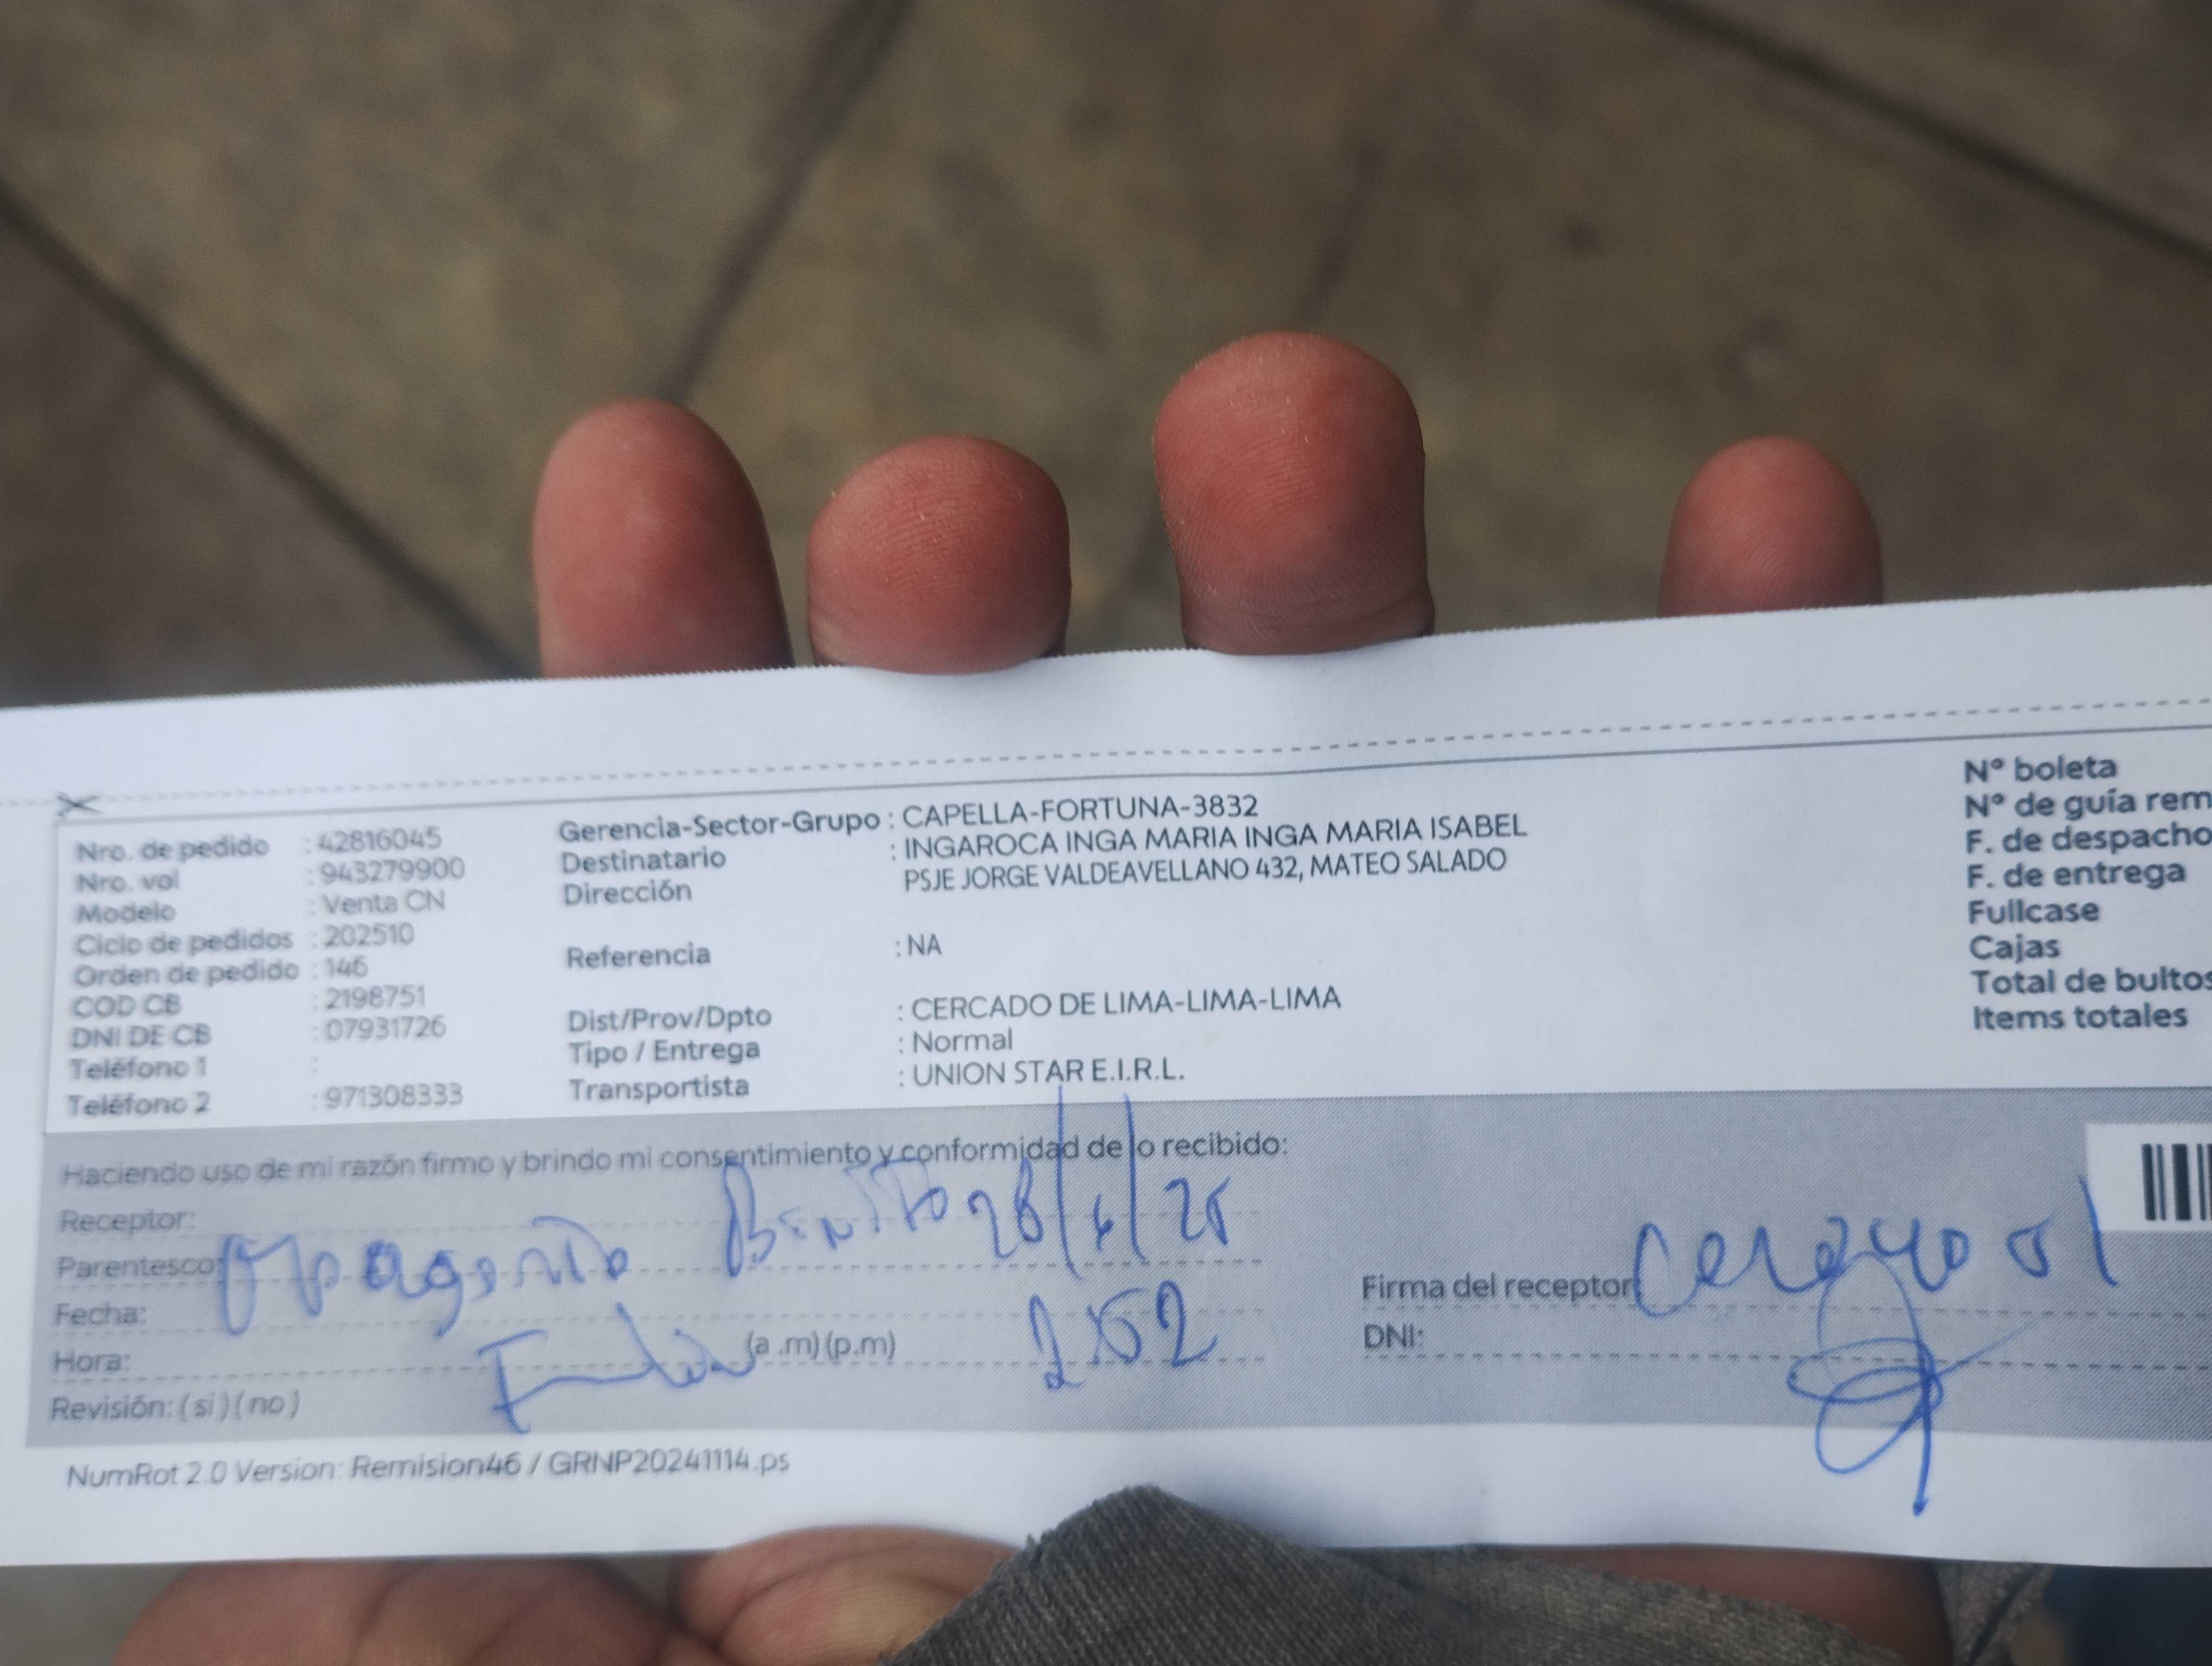 Nro. de pedido : 42816045
Nro. vol : 943279900
Modelo : Venta CN
Ciclo de pedidos : 202510
Orden de pedido : 146
COD CB : 2198751
DNI DE CB : 07931726
Teléfono 1 :
Teléfono 2 : 971308333
Gerencia-Sector-Grupo : CAPELLA-FORTUNA-3832
Destinatario : INGAROCA INGA MARIA INGA MARIA ISABEL
Dirección PSJE JORGE VALDEAVELLANO 432, MATEO SALADO
Referencia : NA
Dist/Prov/Dpto : CERCADO DE LIMA-LIMA-LIMA
Tipo / Entrega : Normal
Transportista : UNION STAR E.I.R.L.
Nº boleta
Nº de guía rem
F. de despacho
F. de entrega
Fullcase
Cajas
Total de bultos
Items totales
Haciendo uso de mi razón firmo y brindo mi consentimiento y conformidad de lo recibido:
Receptor:
Parentesco:
Fecha:
Hora: (a .m) (p.m)
Revisión: ( si ) ( no )
Firma del receptor
DNI:
NumRot 2.0 Version: Remision46 / GRNP20241114.ps